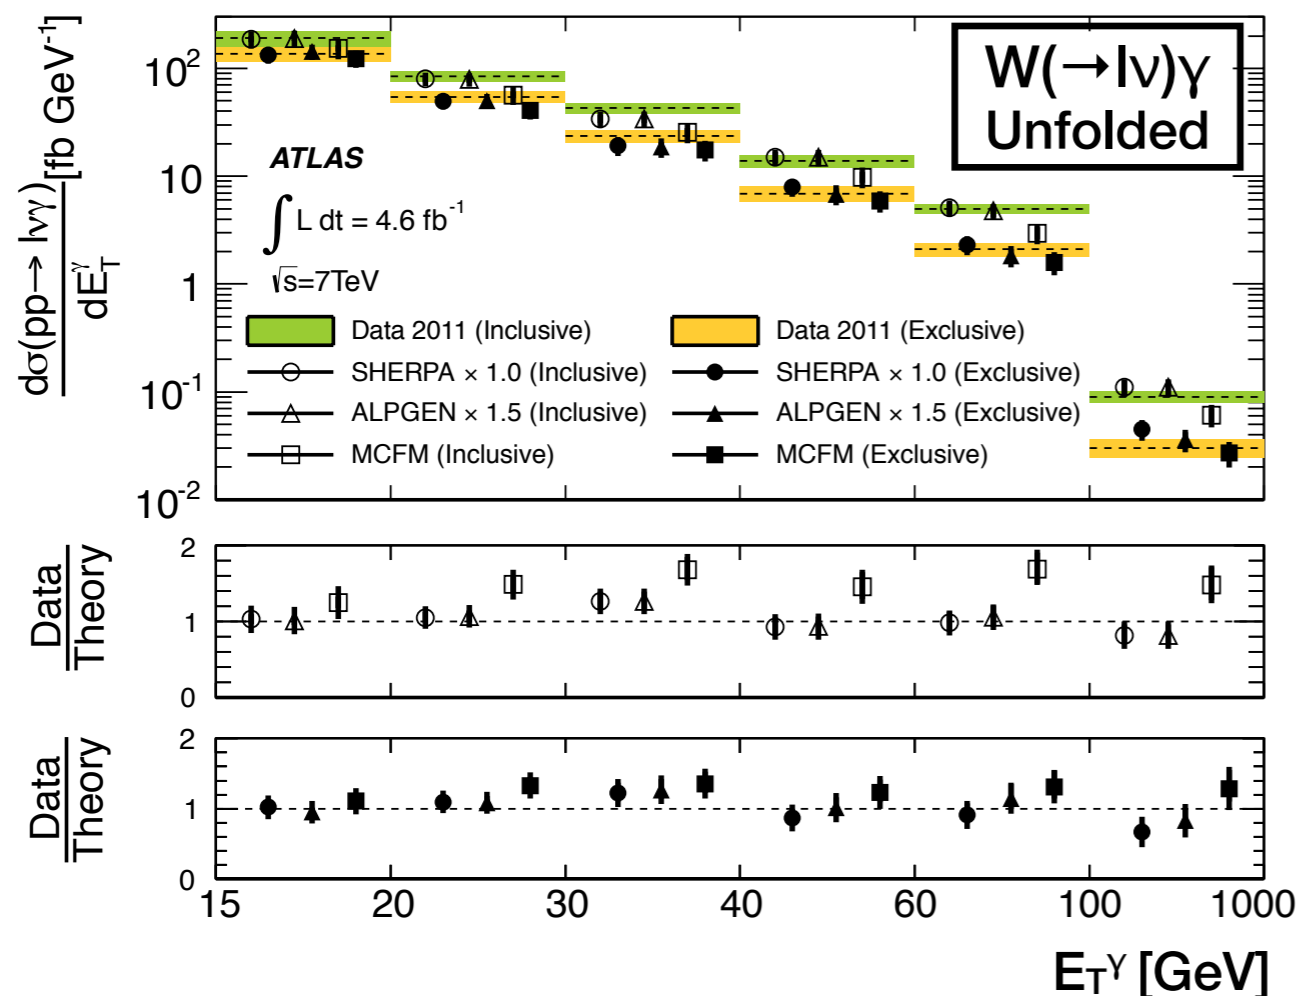 W(→lν)γ
Unfolded
dσ(pp→ lνγ)
dE_T^γ
[fb GeV⁻¹]
10²
10
1
10⁻¹
10⁻²
ATLAS
∫ L dt = 4.6 fb⁻¹
√s=7TeV
Data 2011 (Inclusive)
Data 2011 (Exclusive)
SHERPA × 1.0 (Inclusive)
SHERPA × 1.0 (Exclusive)
ALPGEN × 1.5 (Inclusive)
ALPGEN × 1.5 (Exclusive)
MCFM (Inclusive)
MCFM (Exclusive)
Data
Theory
2
1
0
Data
Theory
2
1
0
15 20 30 40 60 100 1000
E_T^γ [GeV]